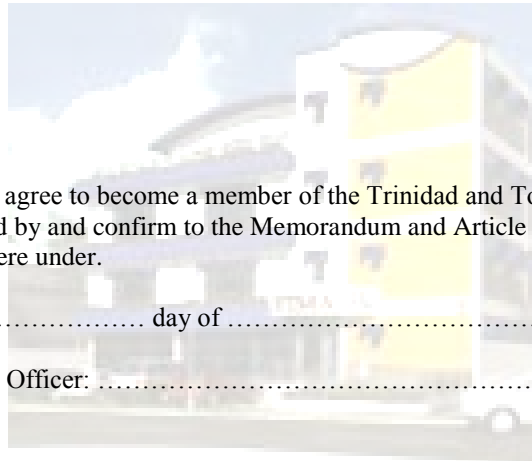 agree to become a member of the Trinidad and To
d by and confirm to the Memorandum and Article
ere under.
................ day of ........................................
Officer: ............................................................